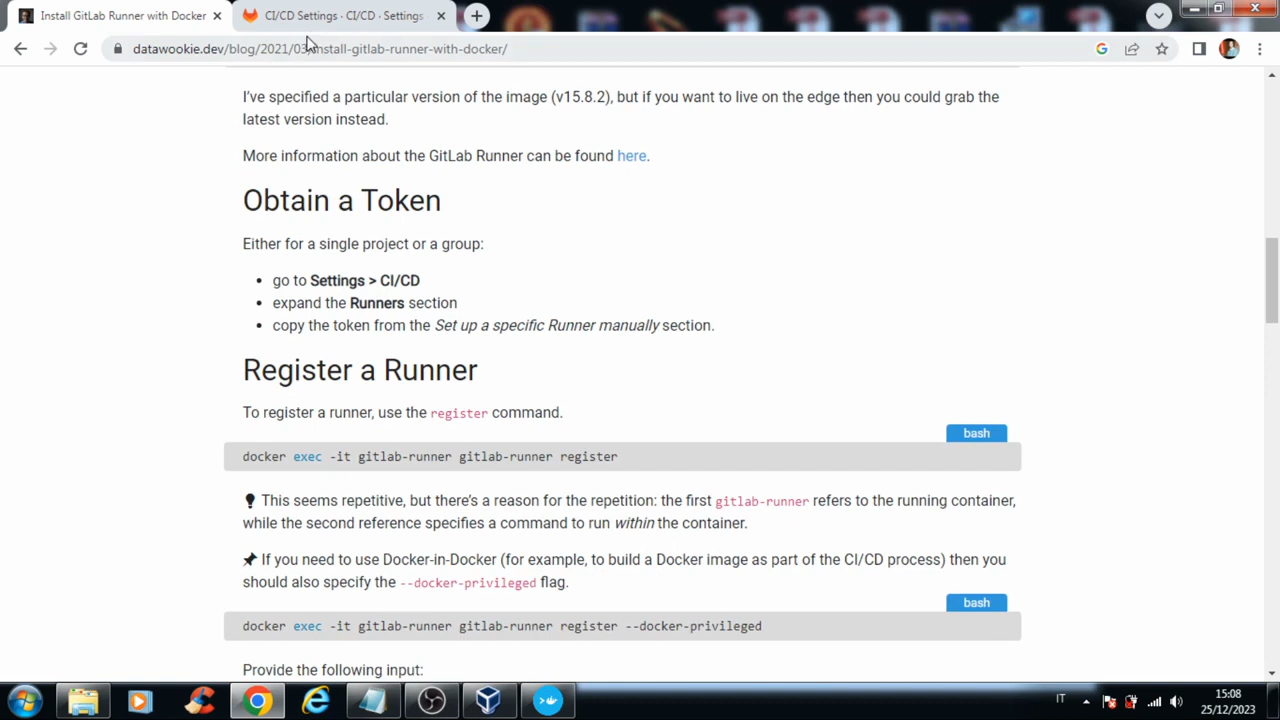 Install GitLab Runner with Docker
CI/CD Settings · CI/CD · Settings
datawookie.dev/blog/2021/03/install-gitlab-runner-with-docker/
I've specified a particular version of the image (v15.8.2), but if you want to live on the edge then you could grab the
latest version instead.
More information about the GitLab Runner can be found here.
Obtain a Token
Either for a single project or a group:
• go to Settings > CI/CD
• expand the Runners section
• copy the token from the Set up a specific Runner manually section.
Register a Runner
To register a runner, use the register command.
bash
docker exec -it gitlab-runner gitlab-runner register
This seems repetitive, but there's a reason for the repetition: the first gitlab-runner refers to the running container,
while the second reference specifies a command to run within the container.
If you need to use Docker-in-Docker (for example, to build a Docker image as part of the CI/CD process) then you
should also specify the --docker-privileged flag.
bash
docker exec -it gitlab-runner gitlab-runner register --docker-privileged
Provide the following input:
IT
15:08
25/12/2023